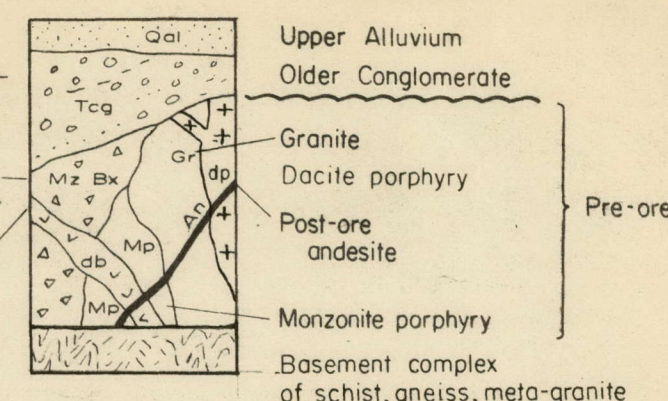 Qal
Tcg
Gr
dp
Mz Bx
An
Mp
db
Mp
Upper Alluvium
Older Conglomerate
Granite
Dacite porphyry
Post-ore
andesite
Pre-ore
Monzonite porphyry
Basement complex
of schist, gneiss, meta-granite